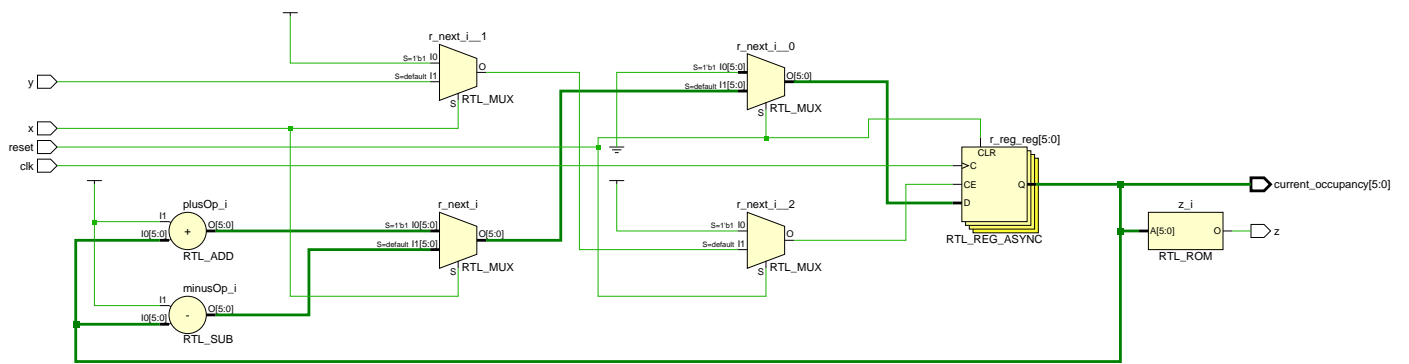 r_next_i__1
S=1'b1 I0
S=default I1
O
S
RTL_MUX
r_next_i__0
S=1'b1 I0[5:0]
S=default I1[5:0]
O[5:0]
S
RTL_MUX
y
x
reset
clk
r_reg_reg[5:0]
CLR
C
CE
D
Q
RTL_REG_ASYNC
current_occupancy[5:0]
plusOp_i
I1
I0[5:0]
+
O[5:0]
RTL_ADD
r_next_i
S=1'b1 I0[5:0]
S=default I1[5:0]
O[5:0]
S
RTL_MUX
r_next_i__2
S=1'b1 I0
S=default I1
O
S
RTL_MUX
z_i
A[5:0]
O
RTL_ROM
z
minusOp_i
I1
I0[5:0]
-
O[5:0]
RTL_SUB